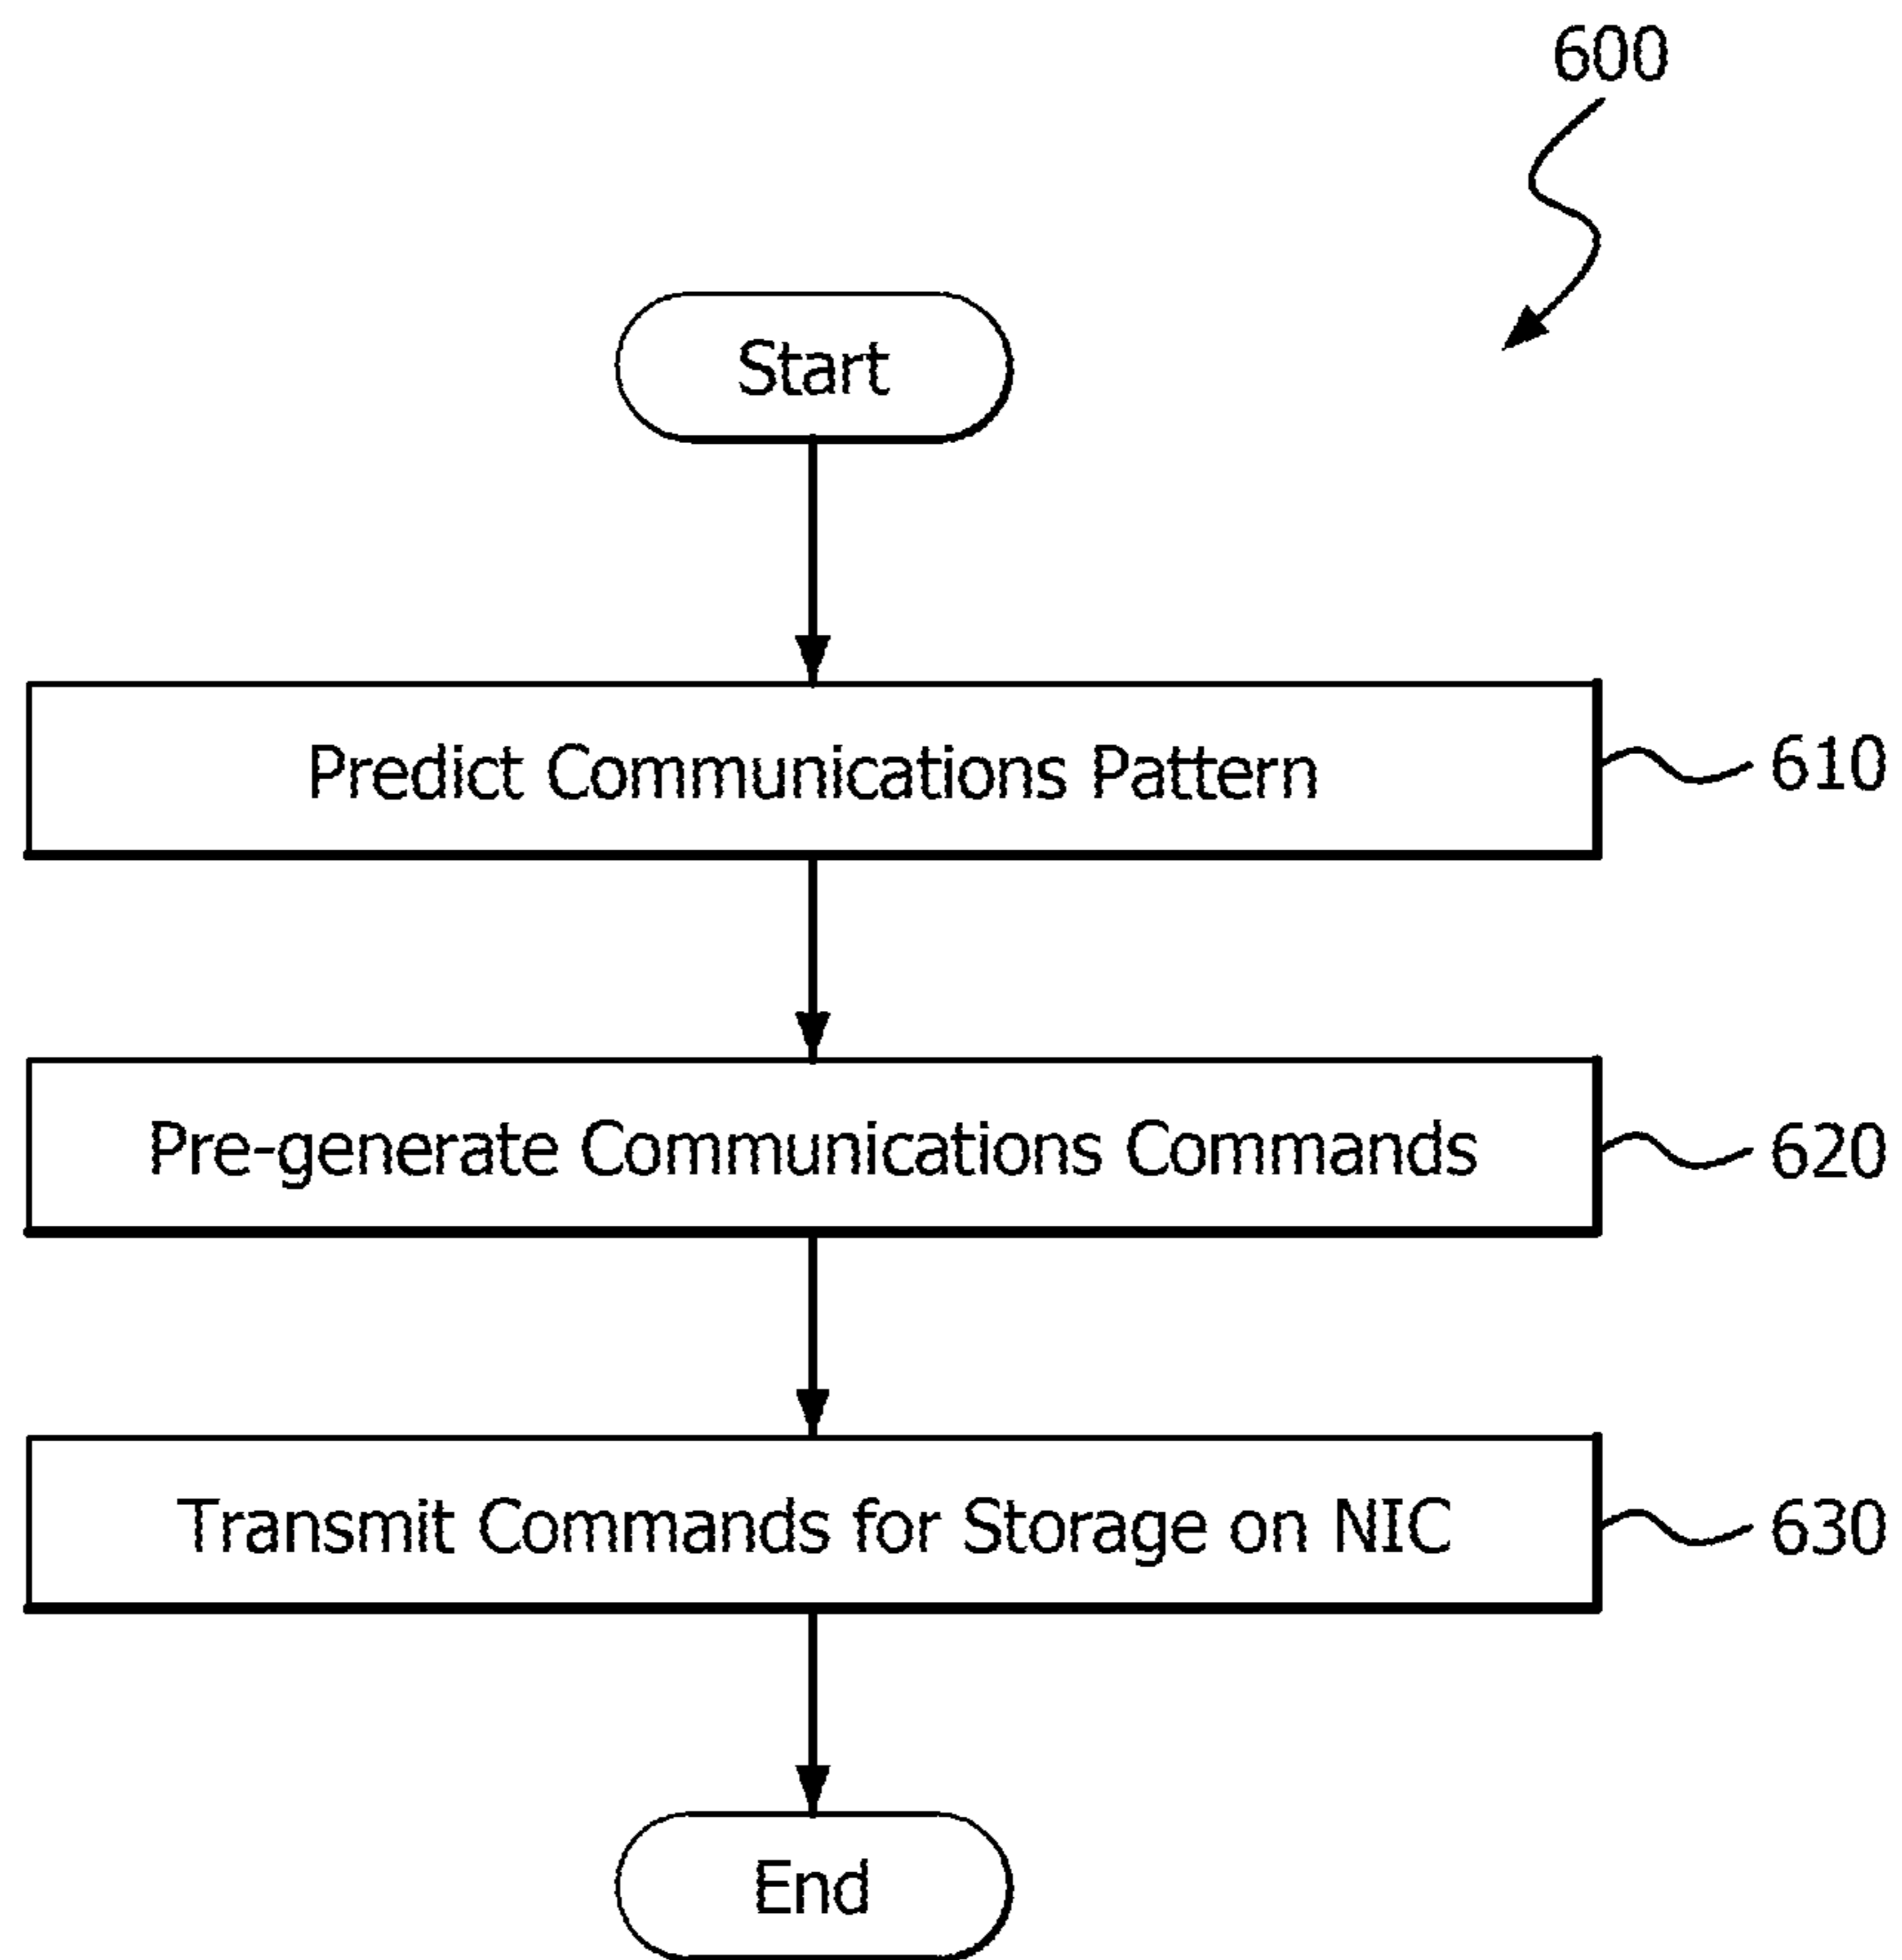 600
Start
Predict Communications Pattern
610
Pre-generate Communications Commands
620
Transmit Commands for Storage on NIC
630
End